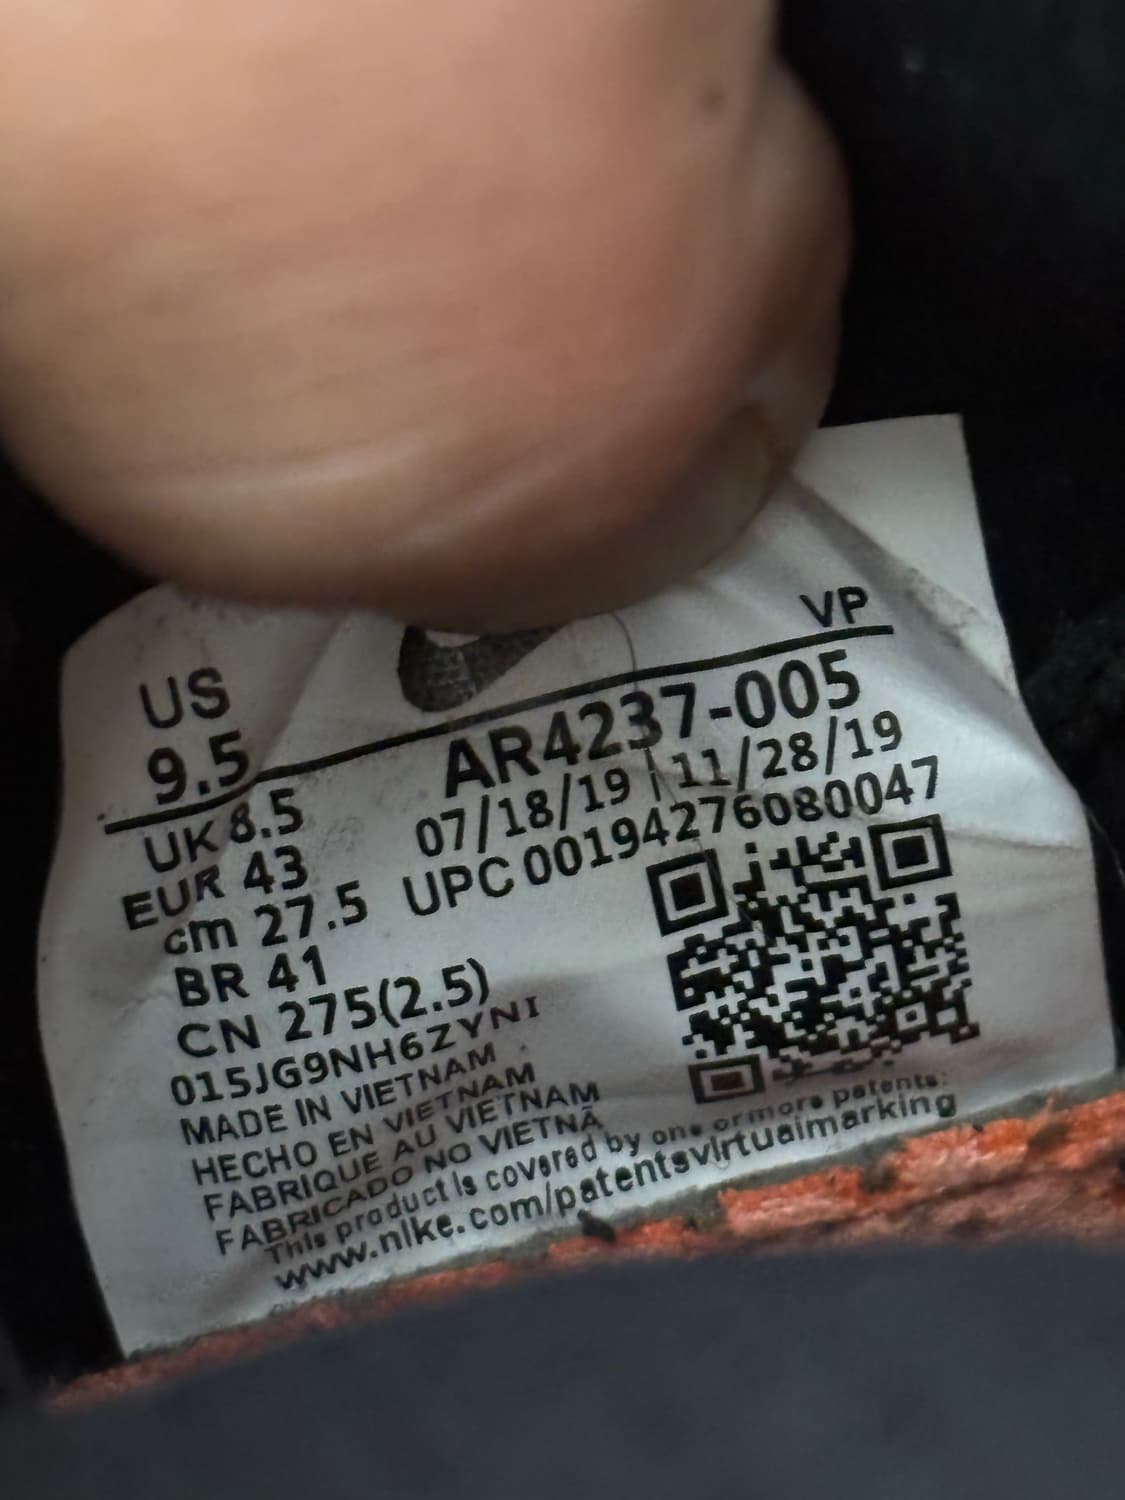 VP
US
9.5
AR4237-005
07/18/19 | 11/28/19
UPC 00194276080047
UK 8.5
EUR 43
cm 27.5
BR 41
CN 275(2.5)
015JG9NH6ZYNI
MADE IN VIETNAM
HECHO EN VIETNAM
FABRIQUE AU VIETNAM
FABRICADO NO VIETNÃ
This product is covered by one or more patents:
www.nike.com/patentsvirtualmarking